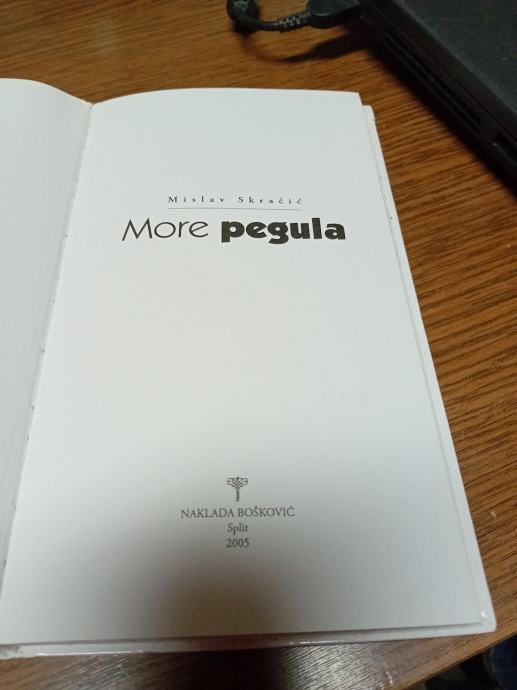 Mislav Skračić
More pegula
NAKLADA BOŠKOVIĆ
Split
2005